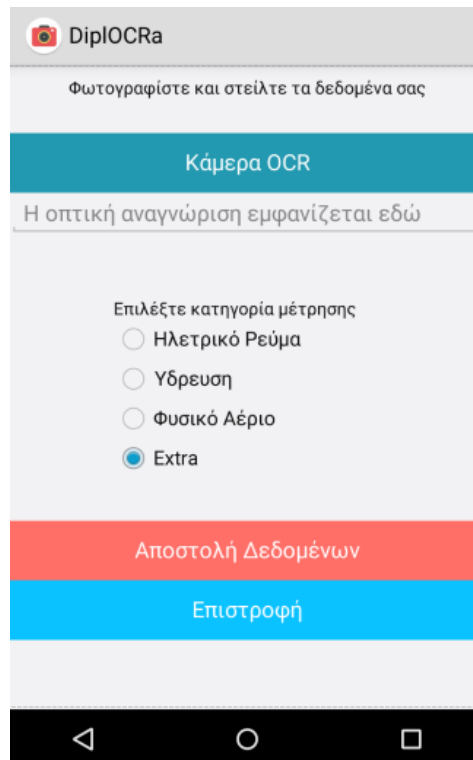 DiplOCRa
Φωτογραφίστε και στείλτε τα δεδομένα σας
Κάμερα OCR
Η οπτική αναγνώριση εμφανίζεται εδώ
Επιλέξτε κατηγορία μέτρησης
Ηλετρικό Ρεύμα
Υδρευση
Φυσικό Αέριο
Extra
Αποστολή Δεδομένων
Επιστροφή